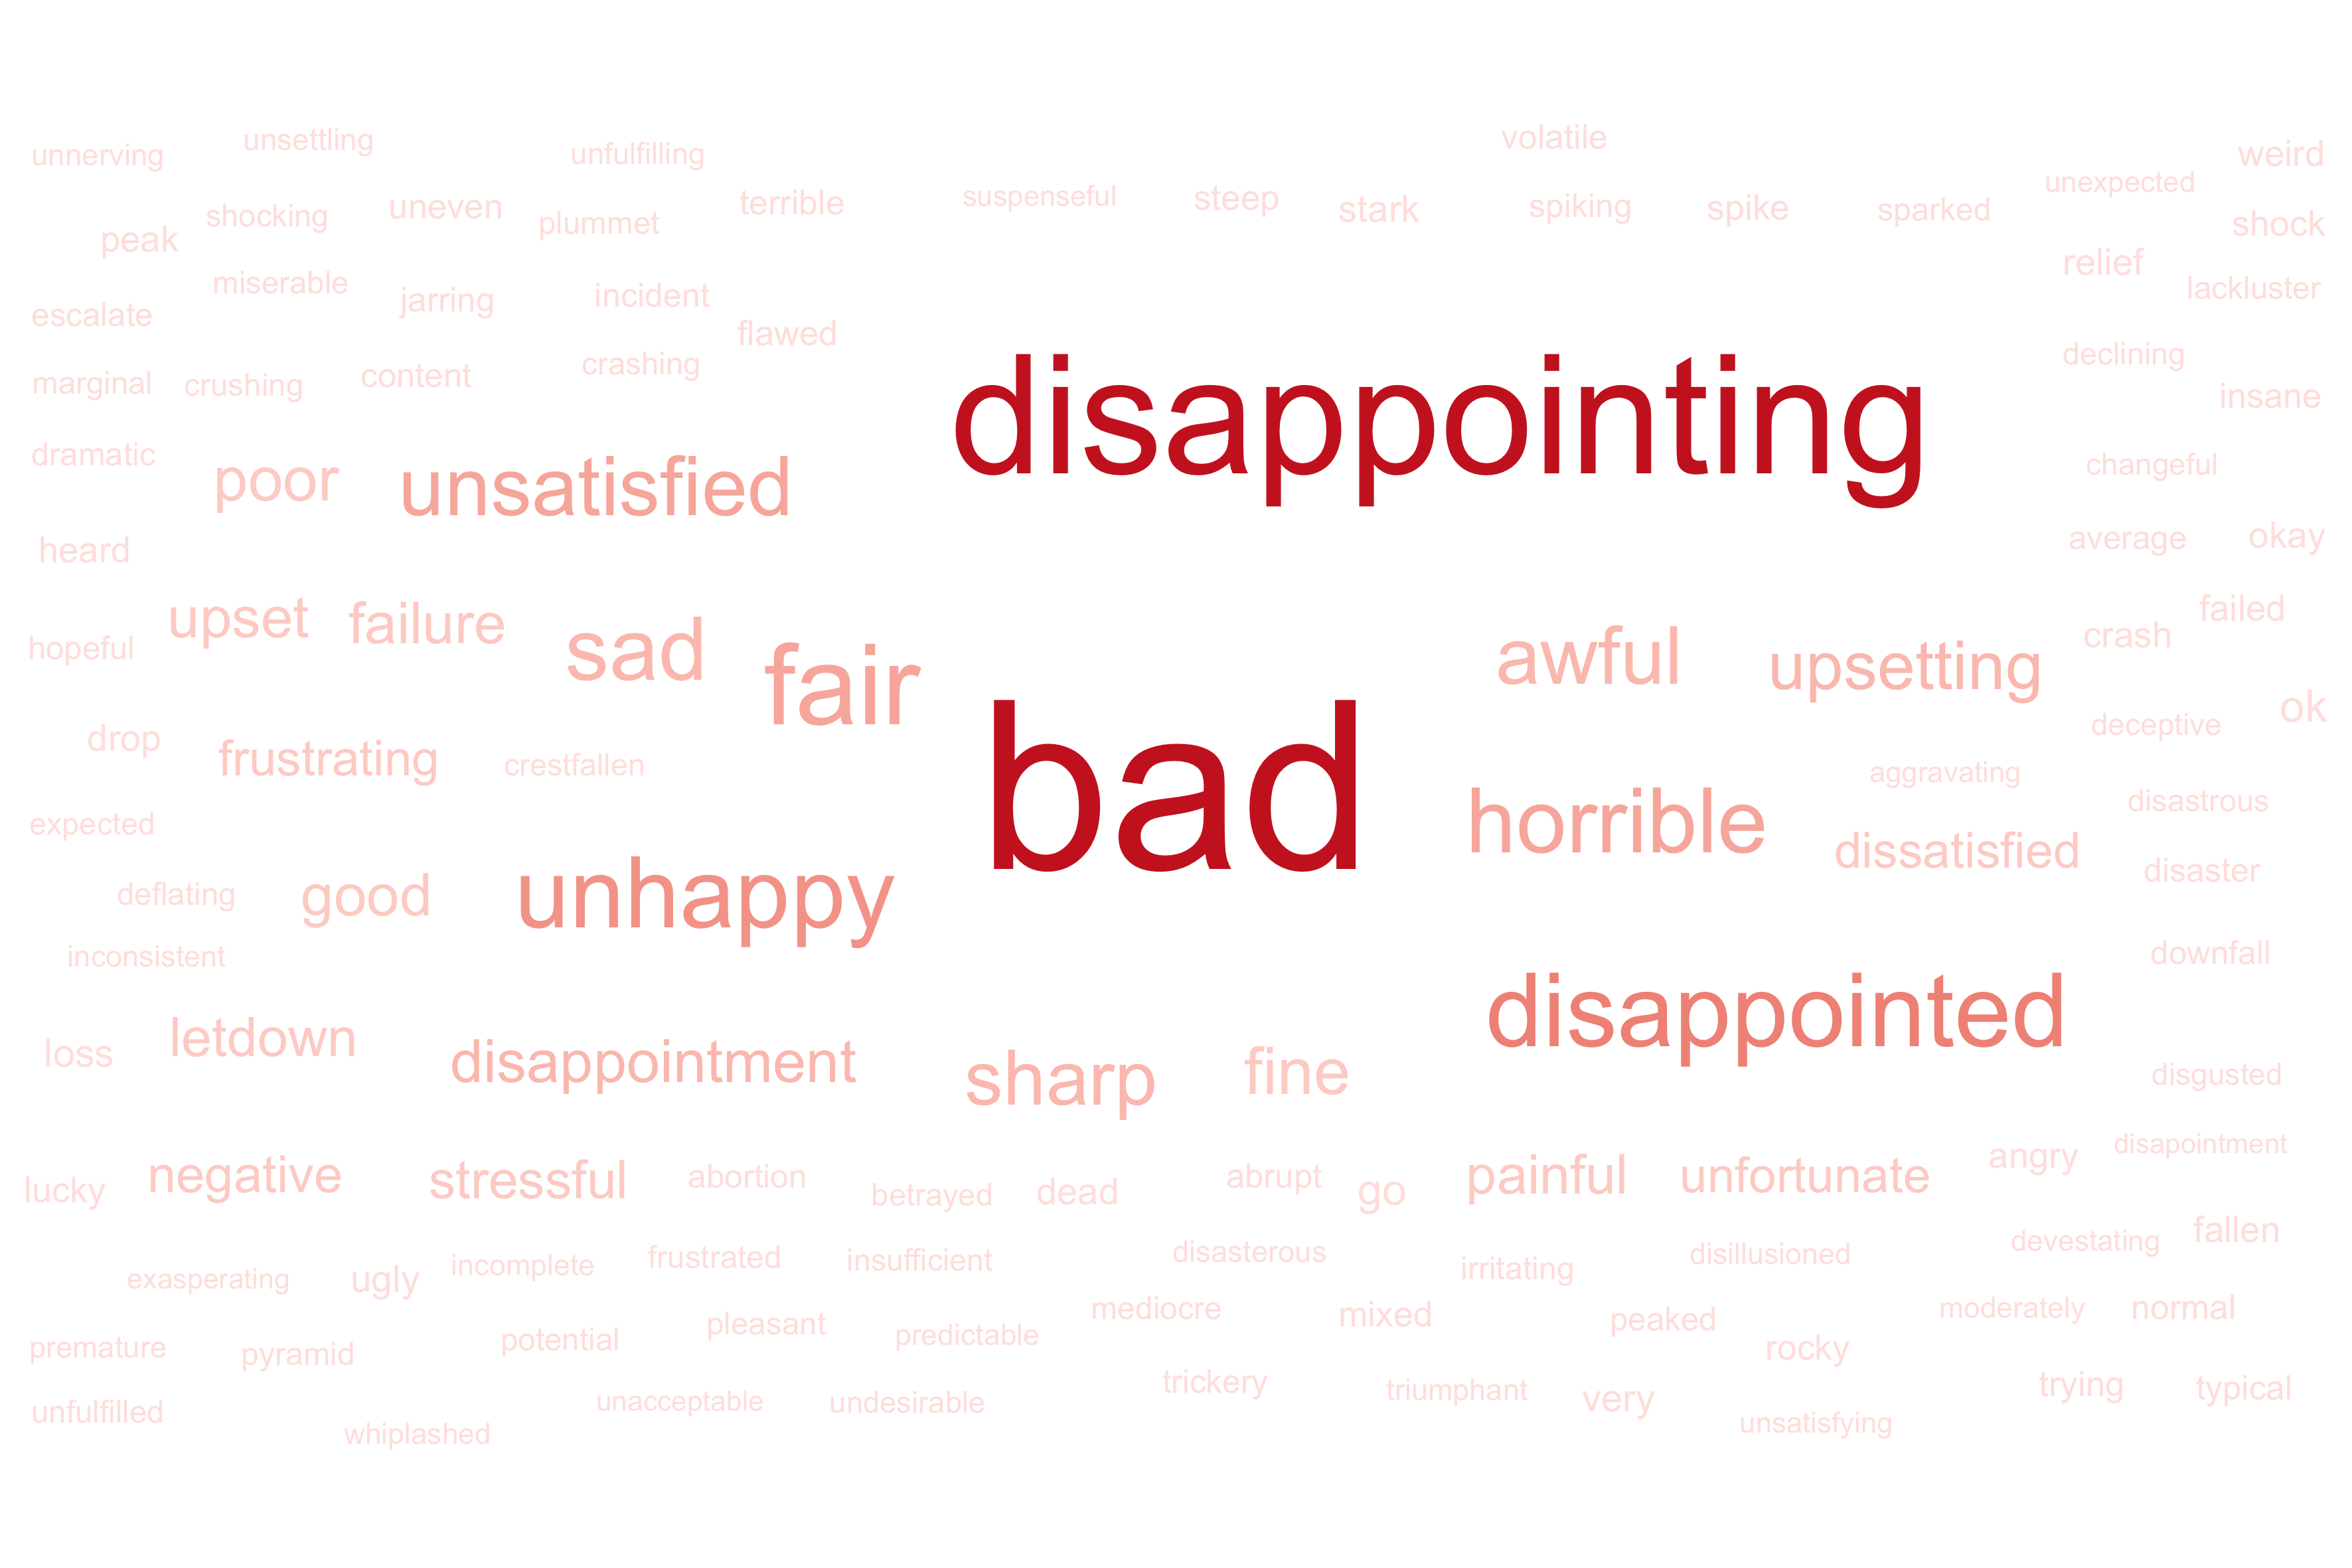 volatile
unsettling
unfulfilling
weird
unnerving
unexpected
suspenseful
steep
terrible
stark
spiking
spike
sparked
uneven
shocking
plummet
shock
peak
relief
miserable
lackluster
incident
jarring
escalate
flawed
declining
crashing
content
marginal
crushing
insane
disappointing
dramatic
changeful
poor
unsatisfied
okay
average
heard
failed
upset
failure
crash
hopeful
sad
awful
upsetting
fair
ok
deceptive
drop
frustrating
crestfallen
aggravating
bad
disastrous
expected
horrible
dissatisfied
disaster
deflating
good
unhappy
downfall
inconsistent
disappointed
letdown
loss
disappointment
sharp
fine
disgusted
disapointment
angry
negative
stressful
abortion
abrupt
painful
unfortunate
lucky
betrayed
dead
go
fallen
devestating
disasterous
disillusioned
frustrated
insufficient
incomplete
irritating
exasperating
ugly
mediocre
moderately
normal
mixed
peaked
pleasant
predictable
potential
premature
pyramid
rocky
trickery
triumphant
trying
typical
very
unacceptable
undesirable
unfulfilled
unsatisfying
whiplashed